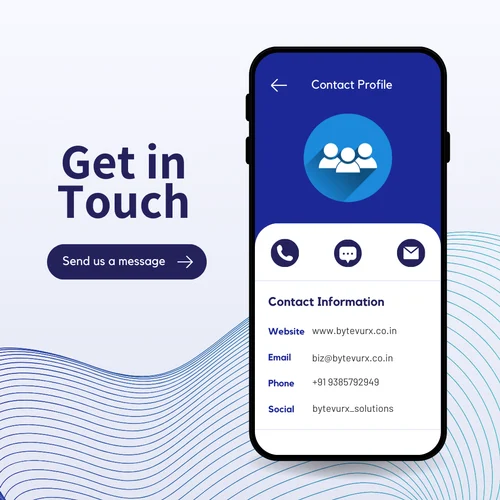 Get in
Touch
Send us a message
Contact Profile
Contact Information
Website www.bytevurx.co.in
Email biz@bytevurx.co.in
Phone +91 9385792949
Social bytevurx_solutions